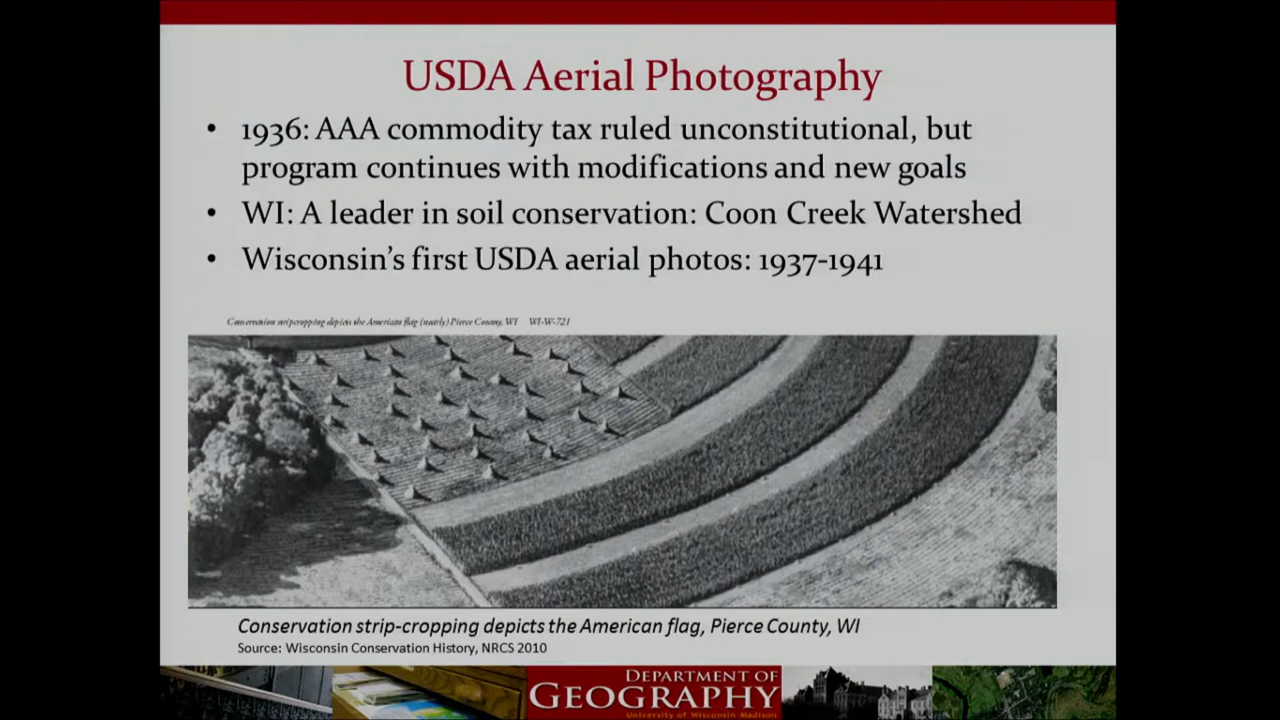 USDA Aerial Photography
• 1936: AAA commodity tax ruled unconstitutional, but
program continues with modifications and new goals
• WI: A leader in soil conservation: Coon Creek Watershed
• Wisconsin's first USDA aerial photos: 1937-1941
Conservation stripcropping depicts the American flag (nearly) Pierce County, WI WI-W-721
Conservation strip-cropping depicts the American flag, Pierce County, WI
Source: Wisconsin Conservation History, NRCS 2010
DEPARTMENT OF
GEOGRAPHY
University of Wisconsin-Madison